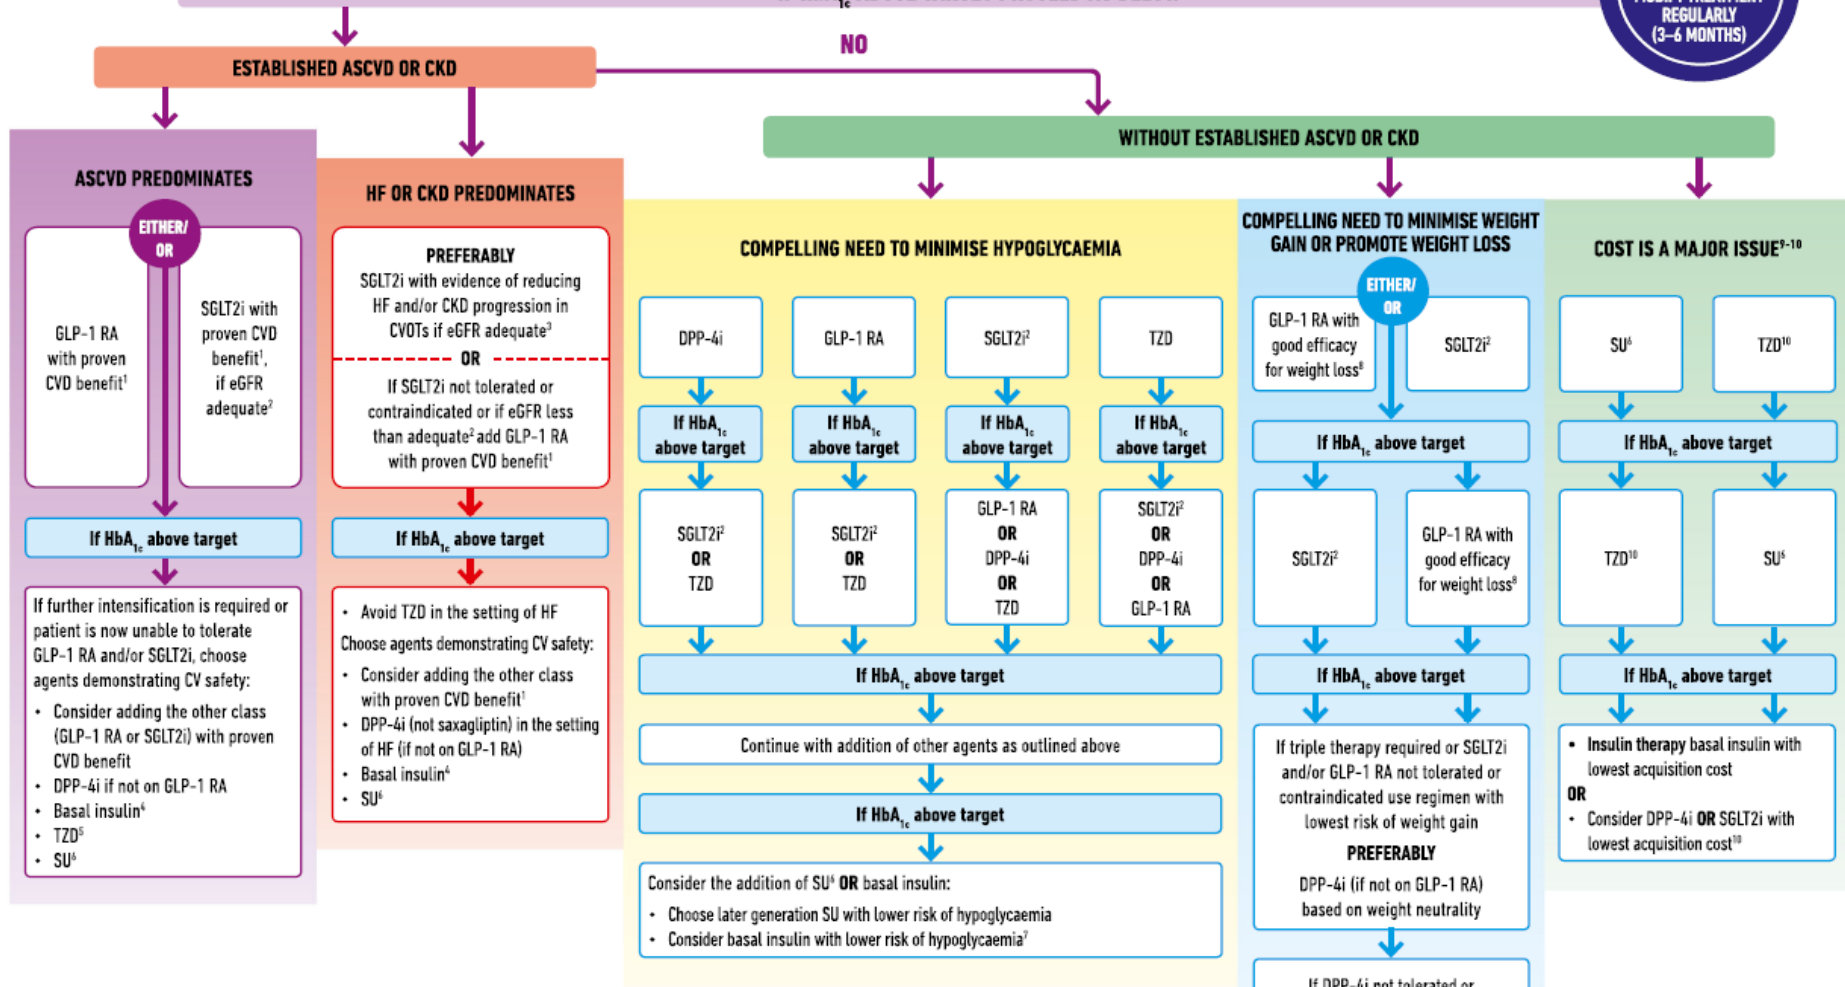 REGULARLY
(3–6 MONTHS)
NO
ESTABLISHED ASCVD OR CKD
WITHOUT ESTABLISHED ASCVD OR CKD
ASCVD PREDOMINATES
EITHER/
OR
GLP-1 RA
with proven
CVD benefit¹
SGLT2i with
proven CVD
benefit¹,
if eGFR
adequate²
If HbA1c above target
If further intensification is required or
patient is now unable to tolerate
GLP-1 RA and/or SGLT2i, choose
agents demonstrating CV safety:
• Consider adding the other class
(GLP-1 RA or SGLT2i) with proven
CVD benefit
• DPP-4i if not on GLP-1 RA
• Basal insulin⁴
• TZD⁵
• SU⁶
HF OR CKD PREDOMINATES
PREFERABLY
SGLT2i with evidence of reducing
HF and/or CKD progression in
CVOTs if eGFR adequate³
OR
If SGLT2i not tolerated or
contraindicated or if eGFR less
than adequate² add GLP-1 RA
with proven CVD benefit¹
If HbA1c above target
• Avoid TZD in the setting of HF
Choose agents demonstrating CV safety:
• Consider adding the other class
with proven CVD benefit¹
• DPP-4i (not saxagliptin) in the setting
of HF (if not on GLP-1 RA)
• Basal insulin⁴
• SU⁶
COMPELLING NEED TO MINIMISE HYPOGLYCAEMIA
DPP-4i
If HbA1c
above target
SGLT2i²
OR
TZD
GLP-1 RA
If HbA1c
above target
SGLT2i²
OR
TZD
SGLT2i²
If HbA1c
above target
GLP-1 RA
OR
DPP-4i
OR
TZD
TZD
If HbA1c
above target
SGLT2i²
OR
DPP-4i
OR
GLP-1 RA
If HbA1c above target
Continue with addition of other agents as outlined above
If HbA1c above target
Consider the addition of SU⁶ OR basal insulin:
• Choose later generation SU with lower risk of hypoglycaemia
• Consider basal insulin with lower risk of hypoglycaemia⁷
COMPELLING NEED TO MINIMISE WEIGHT
GAIN OR PROMOTE WEIGHT LOSS
EITHER/
OR
GLP-1 RA with
good efficacy
for weight loss⁸
SGLT2i²
If HbA1c above target
SGLT2i²
GLP-1 RA with
good efficacy
for weight loss⁸
If HbA1c above target
If triple therapy required or SGLT2i
and/or GLP-1 RA not tolerated or
contraindicated use regimen with
lowest risk of weight gain
PREFERABLY
DPP-4i (if not on GLP-1 RA)
based on weight neutrality
If DPP-4i not tolerated or
COST IS A MAJOR ISSUE⁹⁻¹⁰
SU⁶
TZD¹⁰
If HbA1c above target
TZD¹⁰
SU⁶
If HbA1c above target
• Insulin therapy basal insulin with
lowest acquisition cost
OR
• Consider DPP-4i OR SGLT2i with
lowest acquisition cost¹⁰